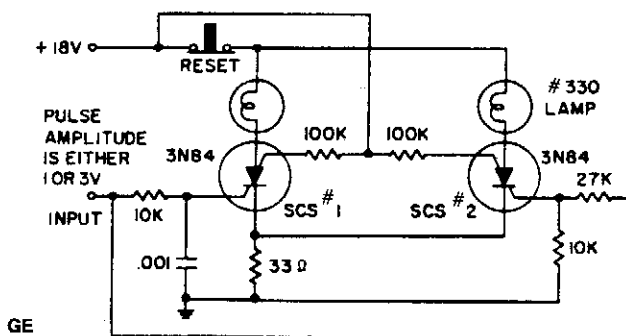 +18V
RESET
#330
LAMP
PULSE
AMPLITUDE
IS EITHER
1 OR 3V
3N84
100K
100K
3N84
27K
INPUT
10K
SCS #1
SCS #2
10K
.001
33Ω
GE